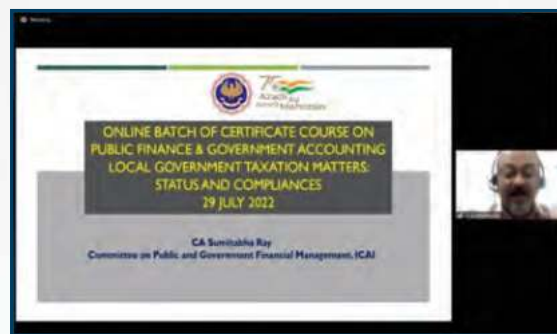 ONLINE BATCH OF CERTIFICATE COURSE ON
PUBLIC FINANCE & GOVERNMENT ACCOUNTING
LOCAL GOVERNMENT TAXATION MATTERS:
STATUS AND COMPLIANCES
29 JULY 2022
CA Sumitabha Ray
Committee on Public and Government Financial Management, ICAI